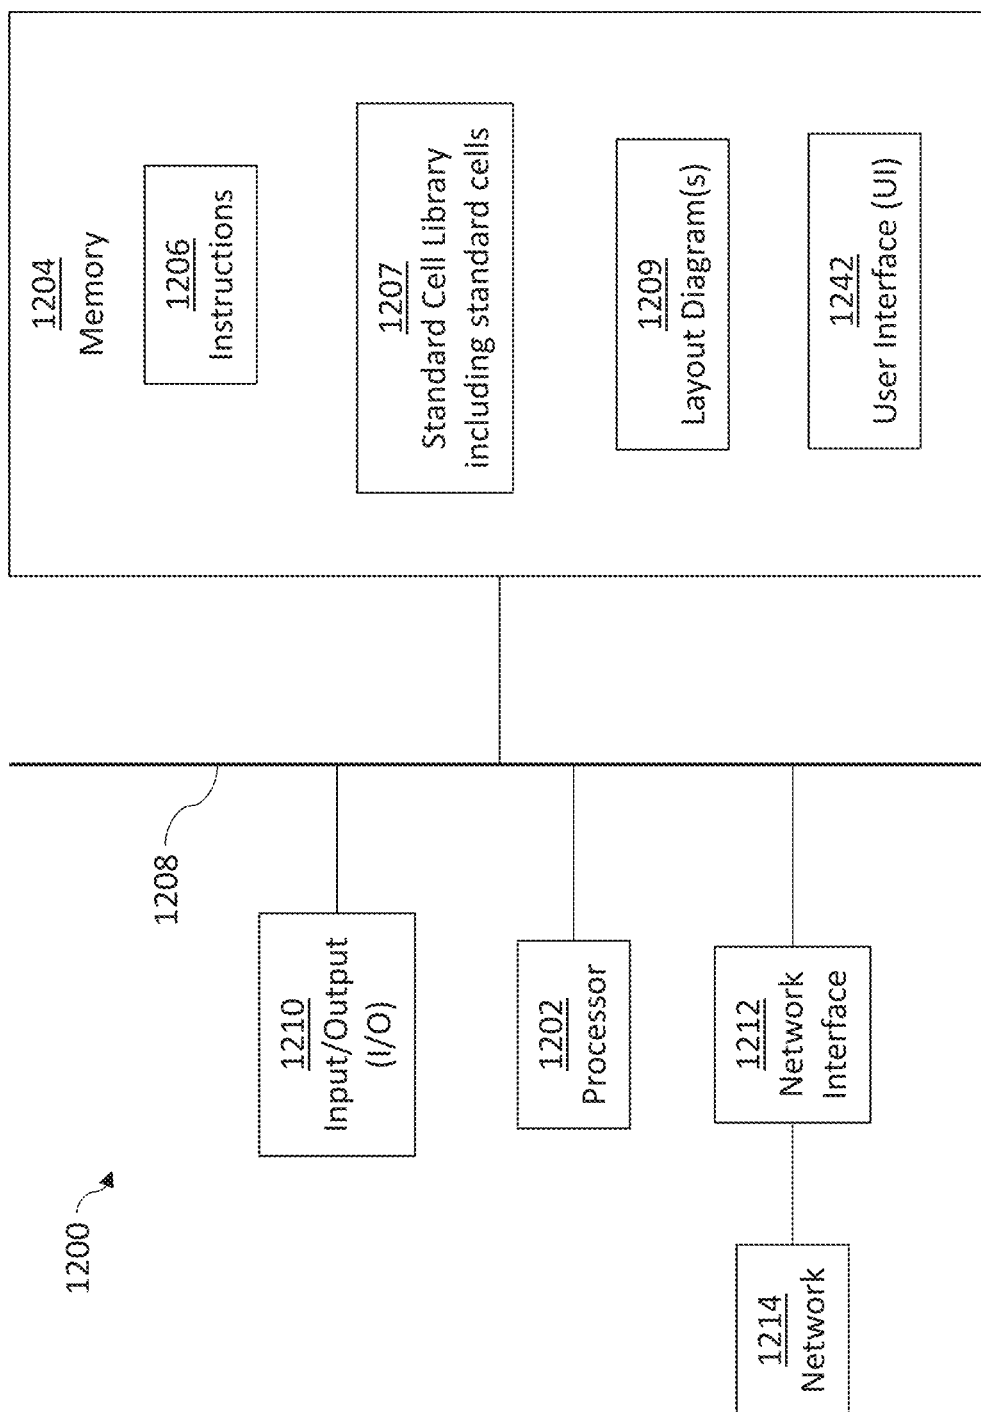 1200
1208
1210
Input/Output
(I/O)
1202
Processor
1212
Network
Interface
1214
Network
1204
Memory
1206
Instructions
1207
Standard Cell Library
including standard cells
1209
Layout Diagram(s)
1242
User Interface (UI)